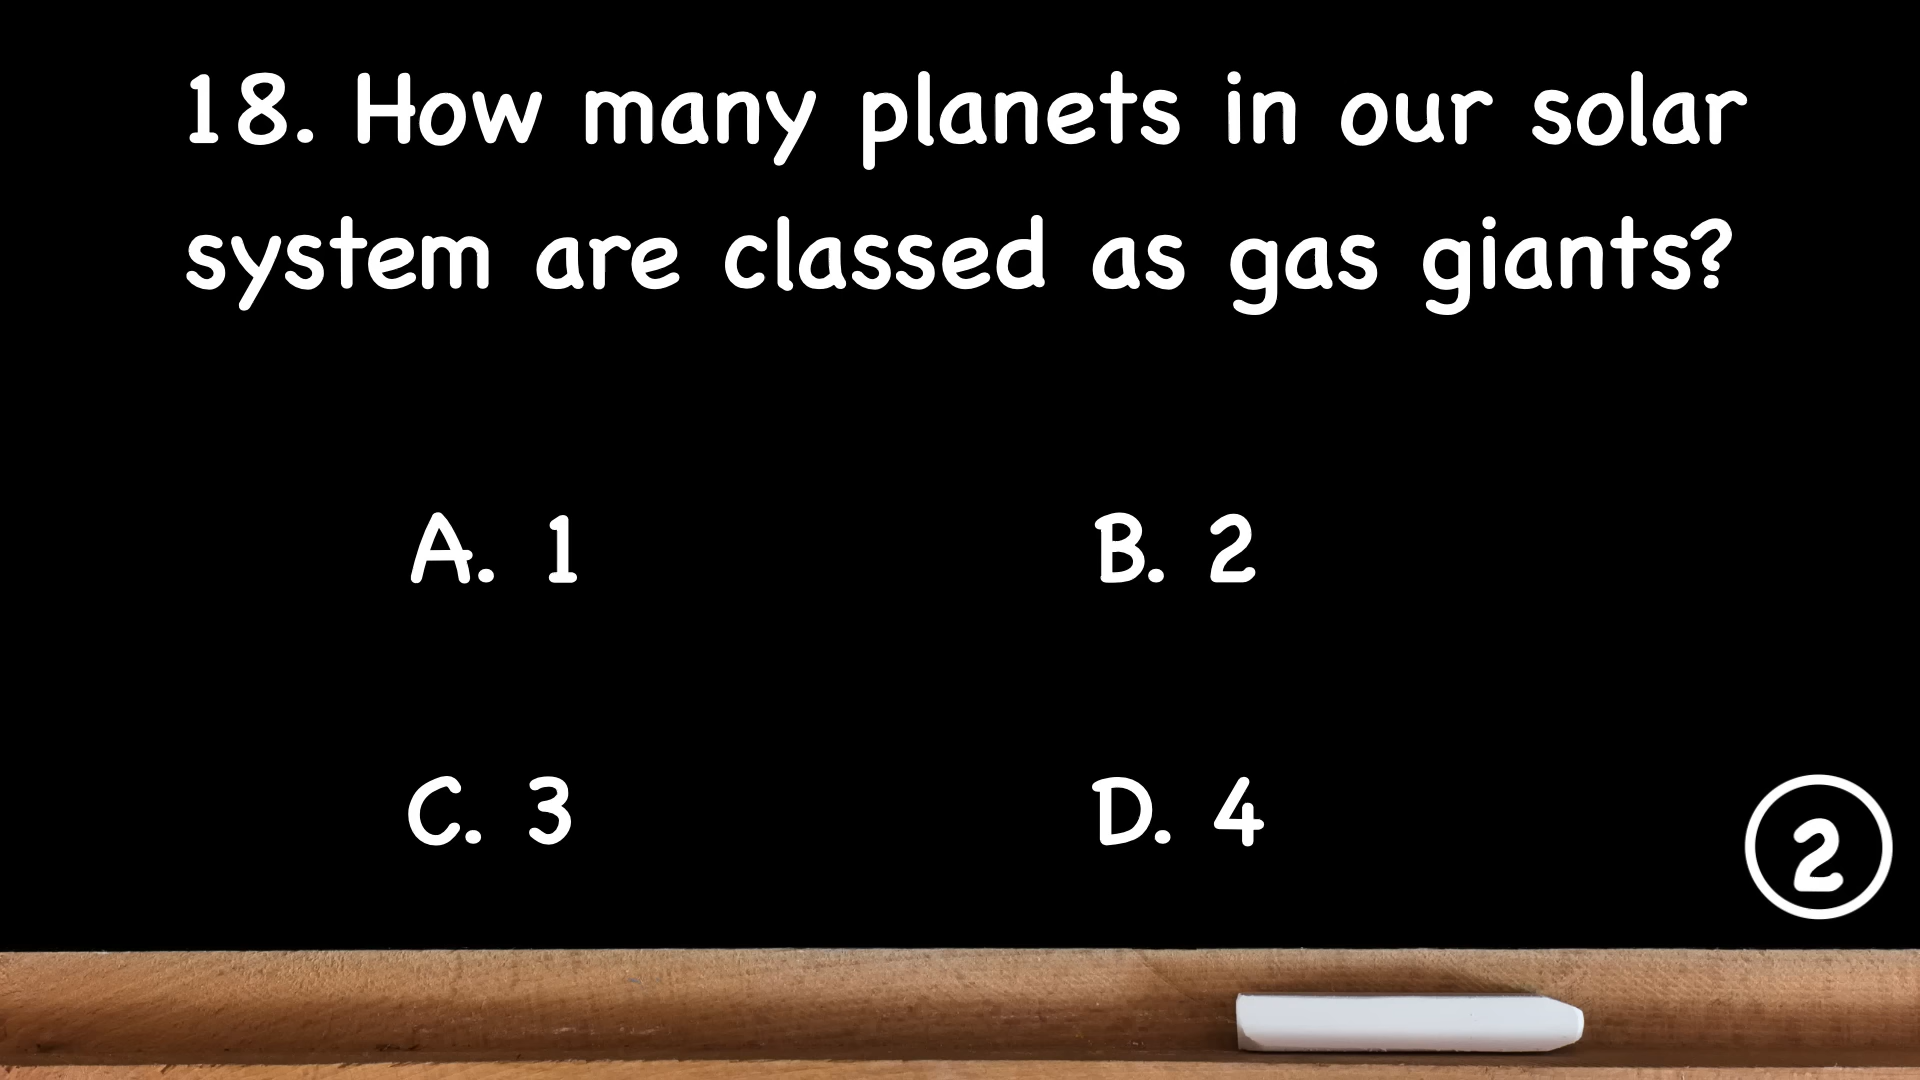 18. How many planets in our solar
system are classed as gas giants?
A. 1
B. 2
C. 3
D. 4
2